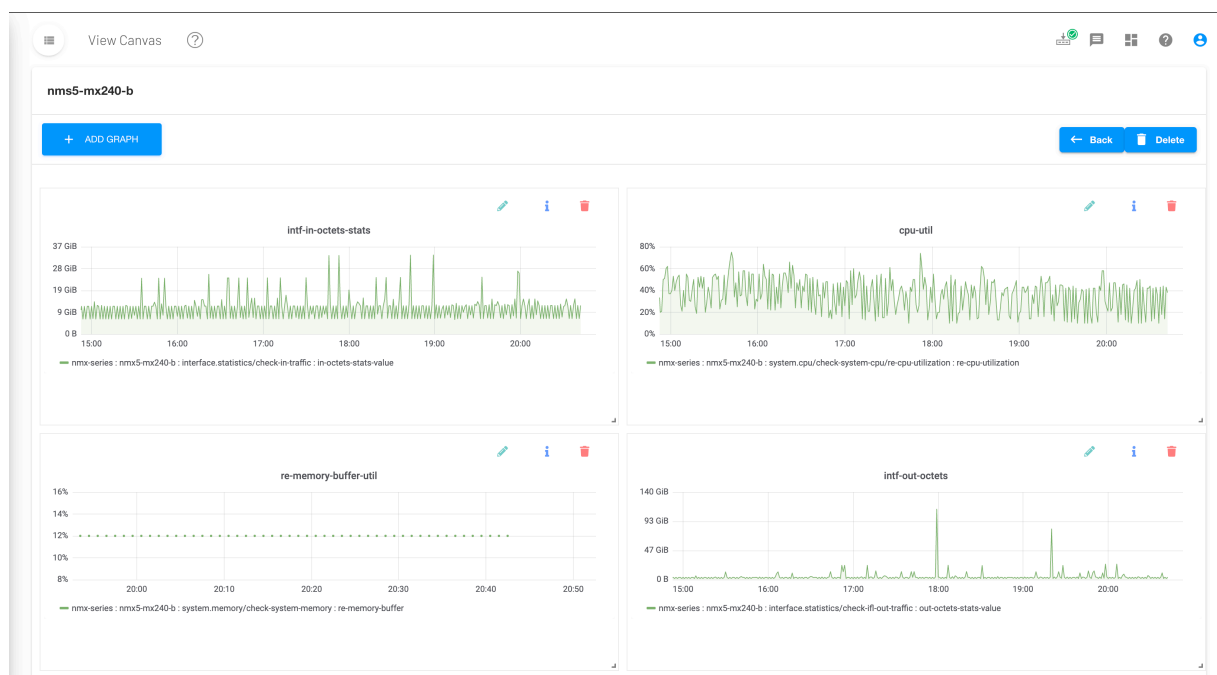 View Canvas ?
nms5-mx240-b
+ ADD GRAPH
Back
Delete
intf-in-octets-stats
37 GiB
28 GiB
19 GiB
9 GiB
0 B
15:00 16:00 17:00 18:00 19:00 20:00
nmx-series : nmx5-mx240-b : interface.statistics/check-in-traffic : in-octets-stats-value
cpu-util
80%
60%
40%
20%
0%
15:00 16:00 17:00 18:00 19:00 20:00
nmx-series : nmx5-mx240-b : system.cpu/check-system-cpu/re-cpu-utilization : re-cpu-utilization
re-memory-buffer-util
16%
14%
12%
10%
8%
20:00 20:10 20:20 20:30 20:40 20:50
nmx-series : nmx5-mx240-b : system.memory/check-system-memory : re-memory-buffer
intf-out-octets
140 GiB
93 GiB
47 GiB
0 B
15:00 16:00 17:00 18:00 19:00 20:00
nmx-series : nmx5-mx240-b : interface.statistics/check-ifl-out-traffic : out-octets-stats-value